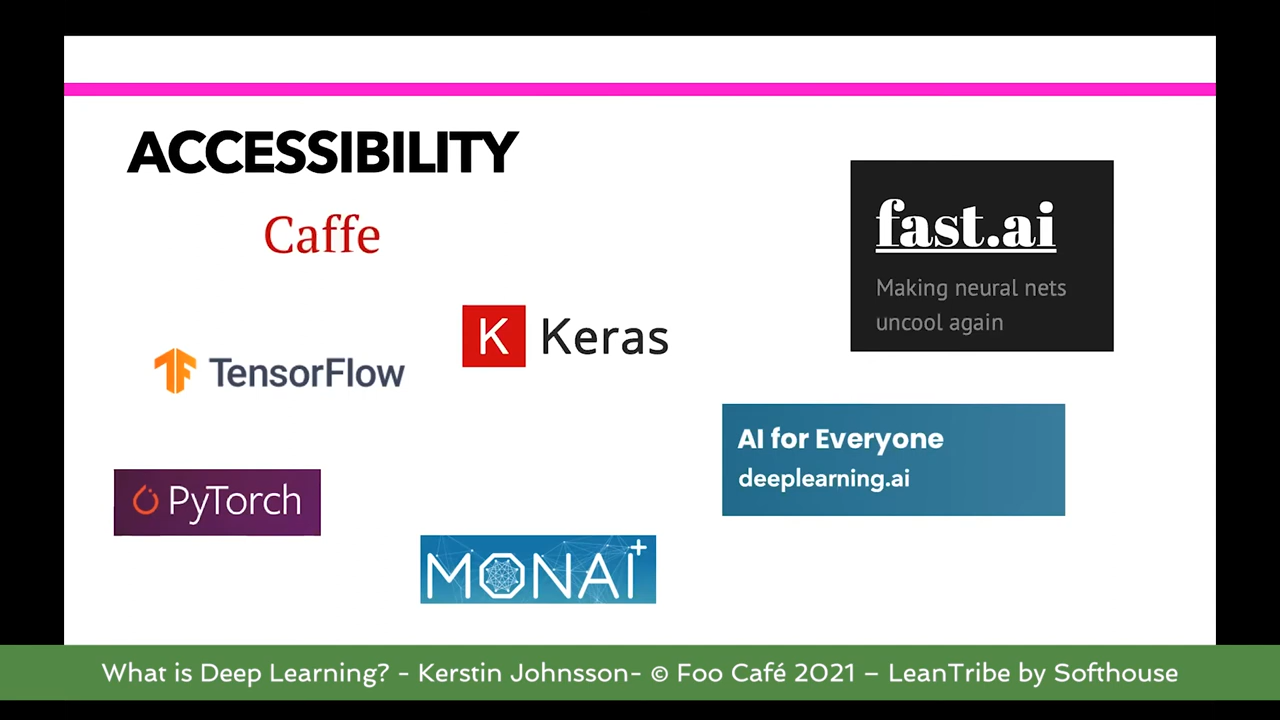 ACCESSIBILITY
Caffe
fast.ai
Making neural nets
uncool again
K Keras
TensorFlow
AI for Everyone
deeplearning.ai
PyTorch
MONAI+
What is Deep Learning? - Kerstin Johnsson- © Foo Café 2021 – LeanTribe by Softhouse